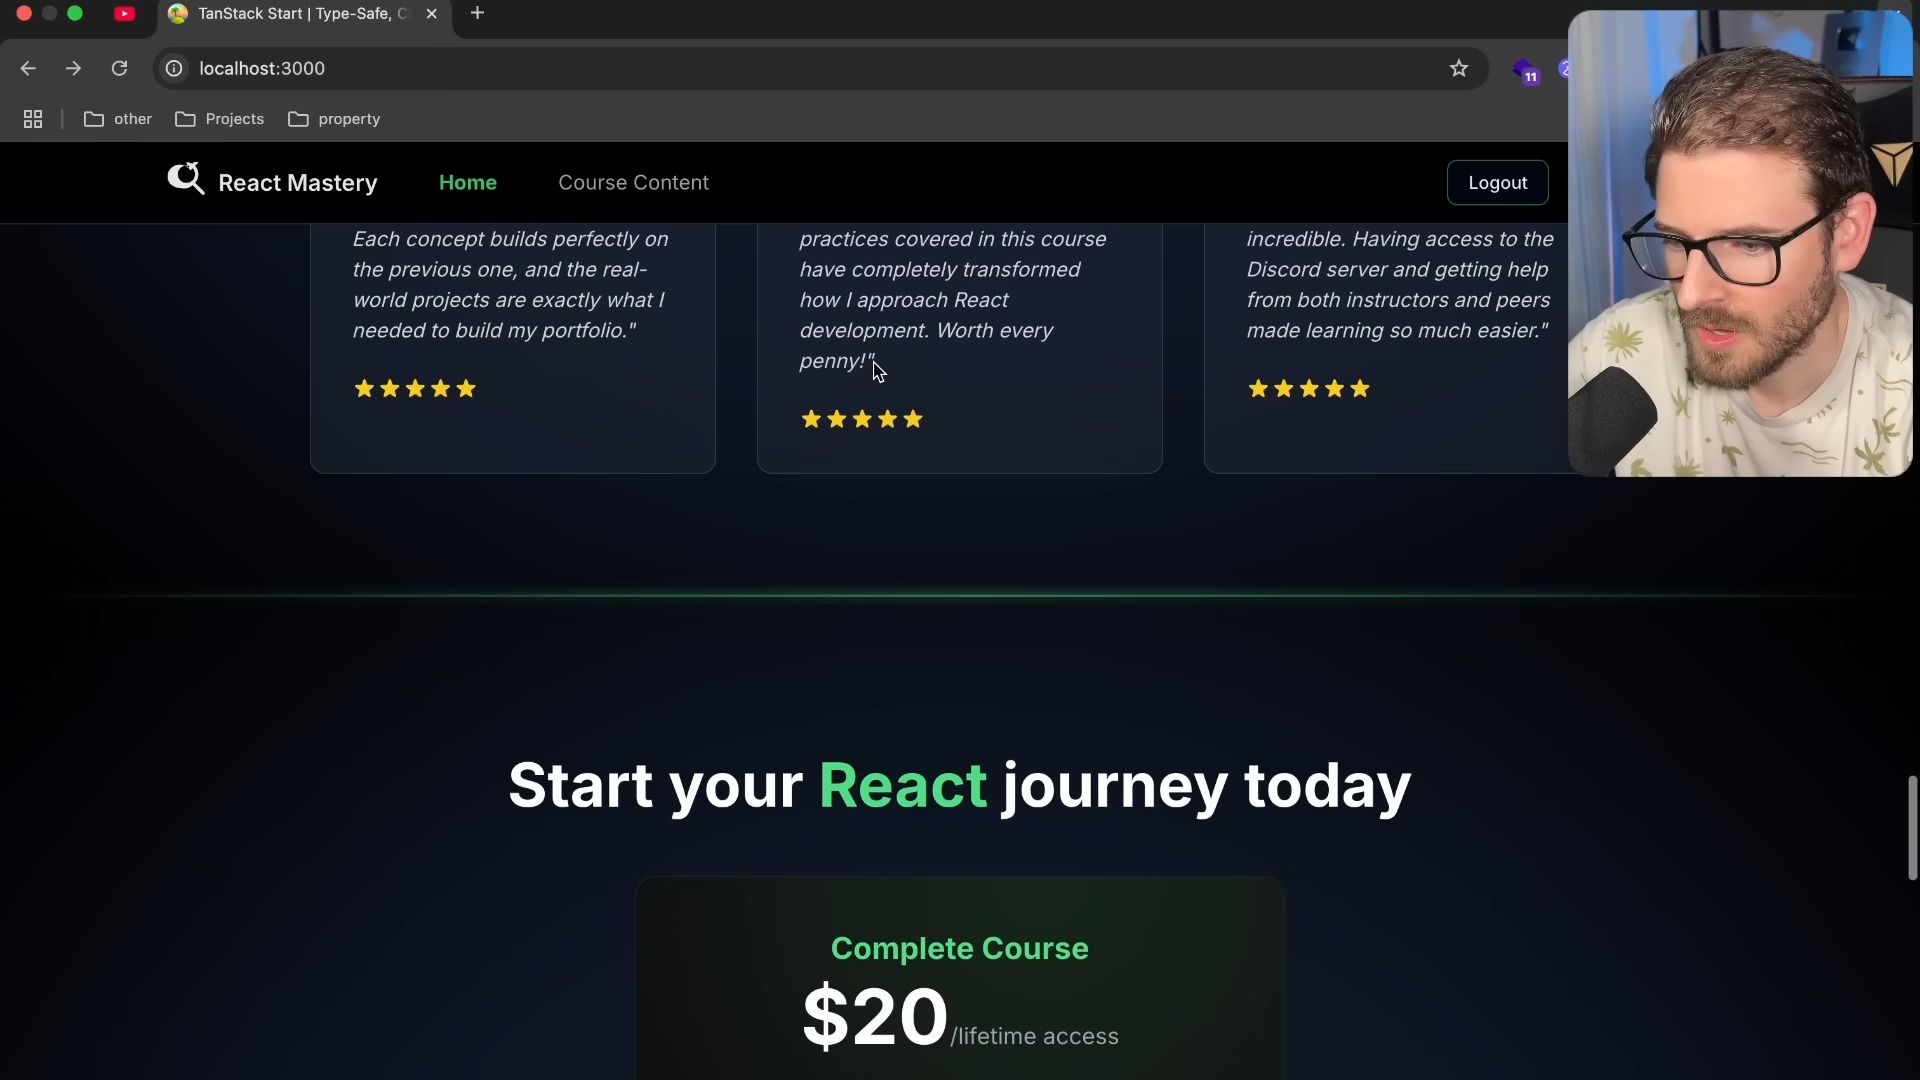 TanStack Start | Type-Safe, C
localhost:3000
11
other
Projects
property
React Mastery
Home
Course Content
Logout
Each concept builds perfectly on
the previous one, and the real-
world projects are exactly what I
needed to build my portfolio."
practices covered in this course
have completely transformed
how I approach React
development. Worth every
penny!"
incredible. Having access to the
Discord server and getting help
from both instructors and peers
made learning so much easier."
Start your React journey today
Complete Course
$20/lifetime access